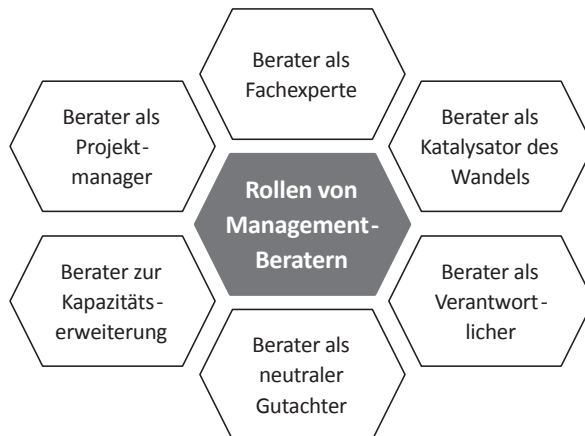 Berater als
Fachexperte
Berater als
Projekt-
manager
Berater als
Katalysator des
Wandels
Rollen von
Management-
Beratern
Berater zur
Kapazitäts-
erweiterung
Berater als
Verantwort-
licher
Berater als
neutraler
Gutachter